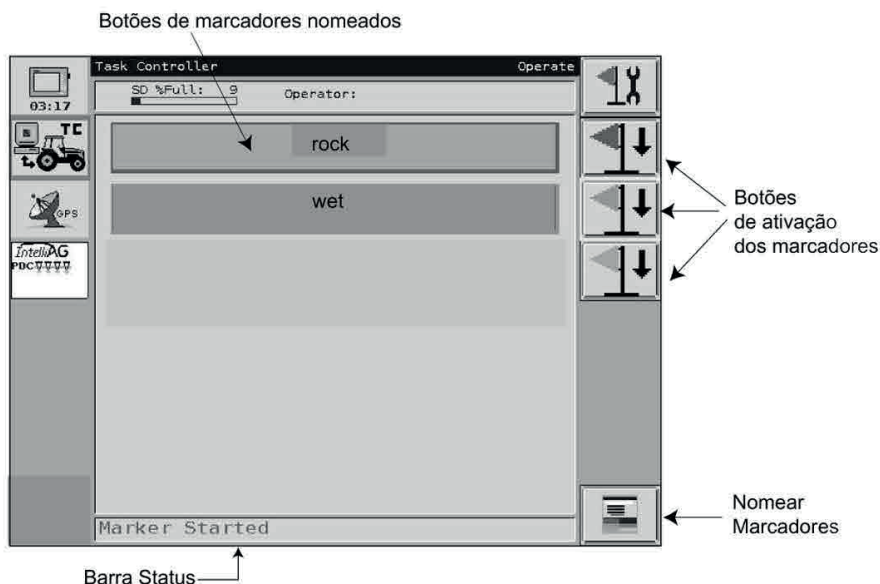 Botões de marcadores nomeados
Task Controller Operate
SD %Full: 9 Operator:
03:17
TC
rock
wet
GPS
IntelliAG
PDC
Botões
de ativação
dos marcadores
Nomear
Marcadores
Marker Started
Barra Status